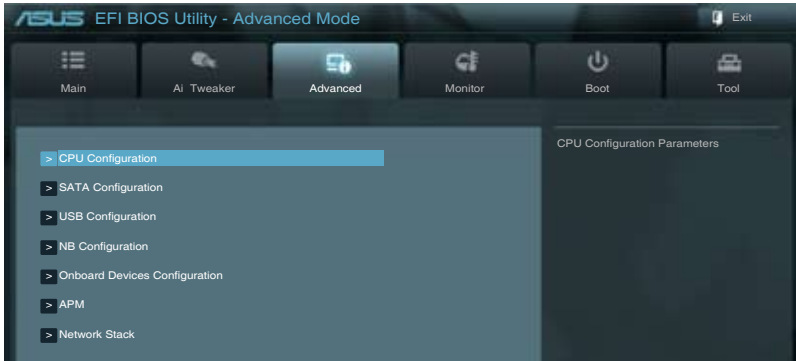 ASUS EFI BIOS Utility - Advanced Mode
Exit
Main
Ai Tweaker
Advanced
Monitor
Boot
Tool
> CPU Configuration
> SATA Configuration
> USB Configuration
> NB Configuration
> Onboard Devices Configuration
> APM
> Network Stack
CPU Configuration Parameters